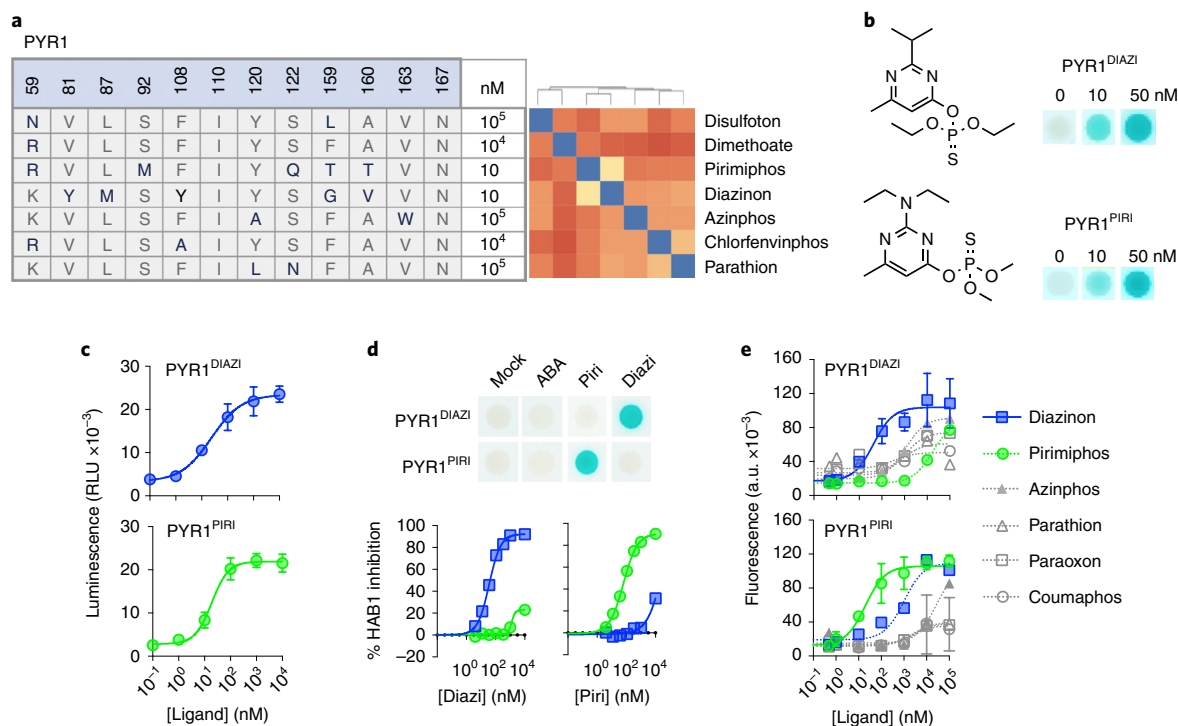 a
PYR1
59 81 87 92 108 110 120 122 159 160 163 167 nM
N V L S F I Y S L A V N 10⁵ Disulfoton
R V L S F I Y S F A V N 10⁴ Dimethoate
R V L M F I Y Q T T V N 10 Pirimiphos
K Y M S Y I Y S G V V N 10 Diazinon
K V L S F I A S F A W N 10⁵ Azinphos
R V L S A I Y S F A V N 10⁴ Chlorfenvinphos
K V L S F I L N F A V N 10⁵ Parathion
b
N N
O
O P O
S
PYR1ᴰᴵᴬᶻᴵ
0 10 50 nM
N
N N S
O P O
O
PYR1ᴾᴵᴿᴵ
0 10 50 nM
c
Luminescence (RLU ×10⁻³)
PYR1ᴰᴵᴬᶻᴵ
30
20
10
0
PYR1ᴾᴵᴿᴵ
30
20
10
0
10⁻¹ 10⁰ 10¹ 10² 10³ 10⁴
[Ligand] (nM)
d
Mock ABA Piri Diazi
PYR1ᴰᴵᴬᶻᴵ
PYR1ᴾᴵᴿᴵ
% HAB1 inhibition
100
80
60
40
20
0
−20
10⁰ 10² 10⁴ 10⁰ 10² 10⁴
[Diazi] (nM) [Piri] (nM)
e
Fluorescence (a.u. ×10⁻³)
PYR1ᴰᴵᴬᶻᴵ
160
120
80
40
0
PYR1ᴾᴵᴿᴵ
160
120
80
40
0
10⁻¹ 10⁰ 10¹ 10² 10³ 10⁴ 10⁵
[Ligand] (nM)
Diazinon
Pirimiphos
Azinphos
Parathion
Paraoxon
Coumaphos